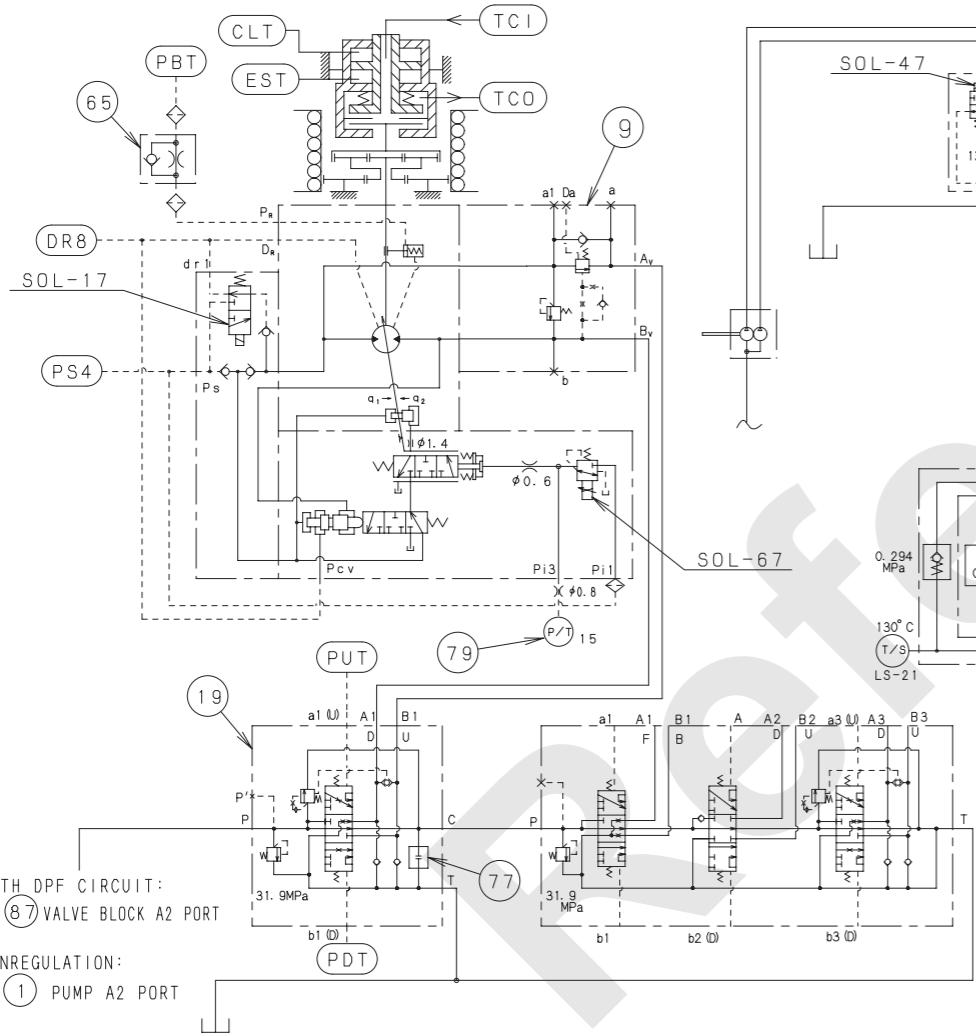 TCI
CLT
PBT
EST
TCO
SOL-47
65
9
a1 Da a
PR
DR8
DR
dr1
SOL-17
AV
BV
PS4
Ps
b
q1 q2
φ1.4
φ0.6
SOL-67
Pcv
Pi3 Pi1
φ0.8
0.294
MPa
P/T 15
79
130°C
T/S
LS-21
PUT
19
a1(U) A1 B1
D U
a1 A1 B1 A A2 B2 a3(U) A3 B3
F B D U D U
P'
P
C
P
T
77
T
31.9MPa
31.9
MPa
TH DPF CIRCUIT:
87 VALVE BLOCK A2 PORT
b1(D)
b1 b2(D) b3(D)
PDT
NREGULATION:
1 PUMP A2 PORT
Refe